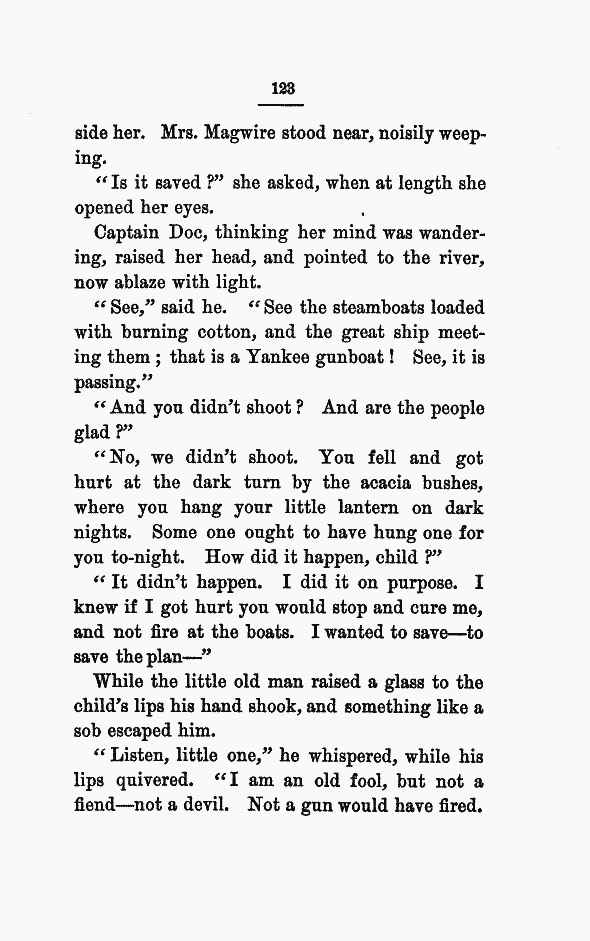 123
side her. Mrs. Magwire stood near, noisily weep-
ing.
“Is it saved?” she asked, when at length she
opened her eyes.
Captain Doc, thinking her mind was wander-
ing, raised her head, and pointed to the river,
now ablaze with light.
“See,” said he. “See the steamboats loaded
with burning cotton, and the great ship meet-
ing them; that is a Yankee gunboat! See, it is
passing.”
“And you didn’t shoot? And are the people
glad?”
“No, we didn’t shoot. You fell and got
hurt at the dark turn by the acacia bushes,
where you hang your little lantern on dark
nights. Some one ought to have hung one for
you to-night. How did it happen, child?”
“It didn’t happen. I did it on purpose. I
knew if I got hurt you would stop and cure me,
and not fire at the boats. I wanted to save—to
save the plan—”
While the little old man raised a glass to the
child’s lips his hand shook, and something like a
sob escaped him.
“Listen, little one,” he whispered, while his
lips quivered. “I am an old fool, but not a
fiend—not a devil. Not a gun would have fired.